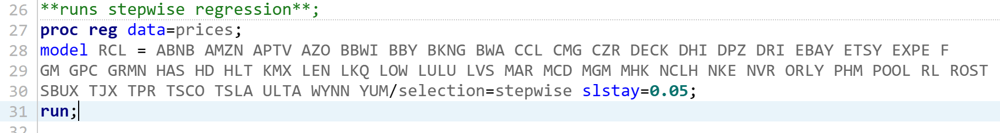 26 **runs stepwise regression**;
27 proc reg data=prices;
28 model RCL = ABNB AMZN APTV AZO BBWI BBY BKNG BWA CCL CMG CZR DECK DHI DPZ DRI EBAY ETSY EXPE F
29 GM GPC GRMN HAS HD HLT KMX LEN LKQ LOW LULU LVS MAR MCD MGM MHK NCLH NKE NVR ORLY PHM POOL RL ROST
30 SBUX TJX TPR TSCO TSLA ULTA WYNN YUM/selection=stepwise slstay=0.05;
31 run;
32